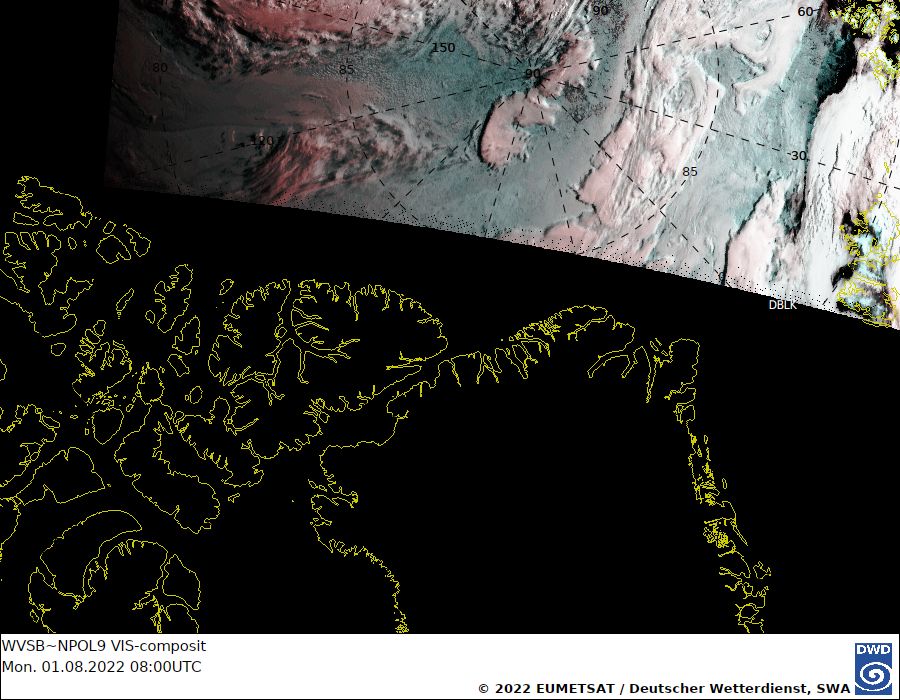 90
60
150
80
85
90
120
30
85
DBLK
WVSB~NPOL9 VIS-composit
Mon. 01.08.2022 08:00UTC
DWD
© 2022 EUMETSAT / Deutscher Wetterdienst, SWA